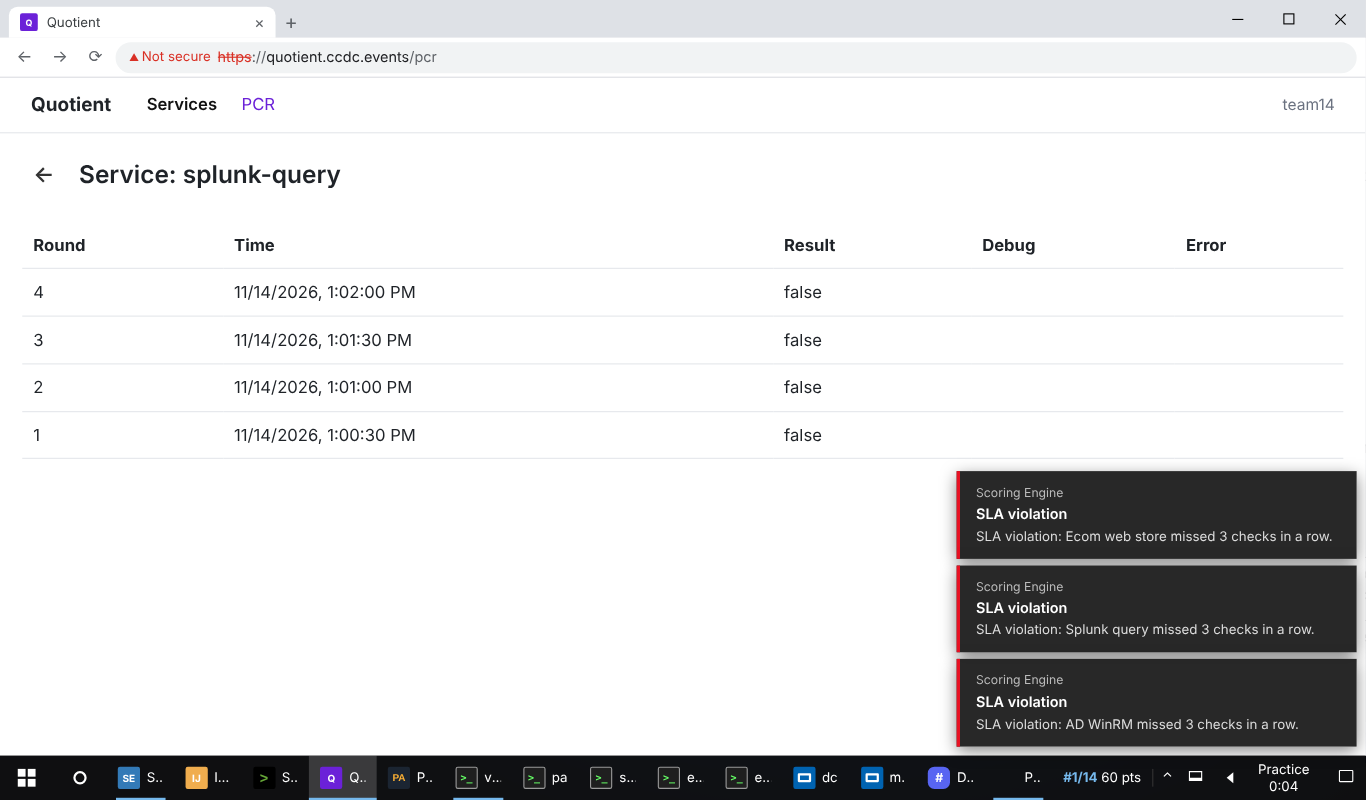 Q Quotient
Not secure https://quotient.ccdc.events/pcr
Quotient Services PCR team14
Service: splunk-query
Round Time Result Debug Error
4 11/14/2026, 1:02:00 PM false
3 11/14/2026, 1:01:30 PM false
2 11/14/2026, 1:01:00 PM false
1 11/14/2026, 1:00:30 PM false
Scoring Engine
SLA violation
SLA violation: Ecom web store missed 3 checks in a row.
Scoring Engine
SLA violation
SLA violation: Splunk query missed 3 checks in a row.
Scoring Engine
SLA violation
SLA violation: AD WinRM missed 3 checks in a row.
SE S.. IJ I... > S.. Q Q.. PA P.. >_ v... >_ pa >_ s... >_ e... >_ e... dc m. # D.. P.. #1/14 60 pts Practice
0:04